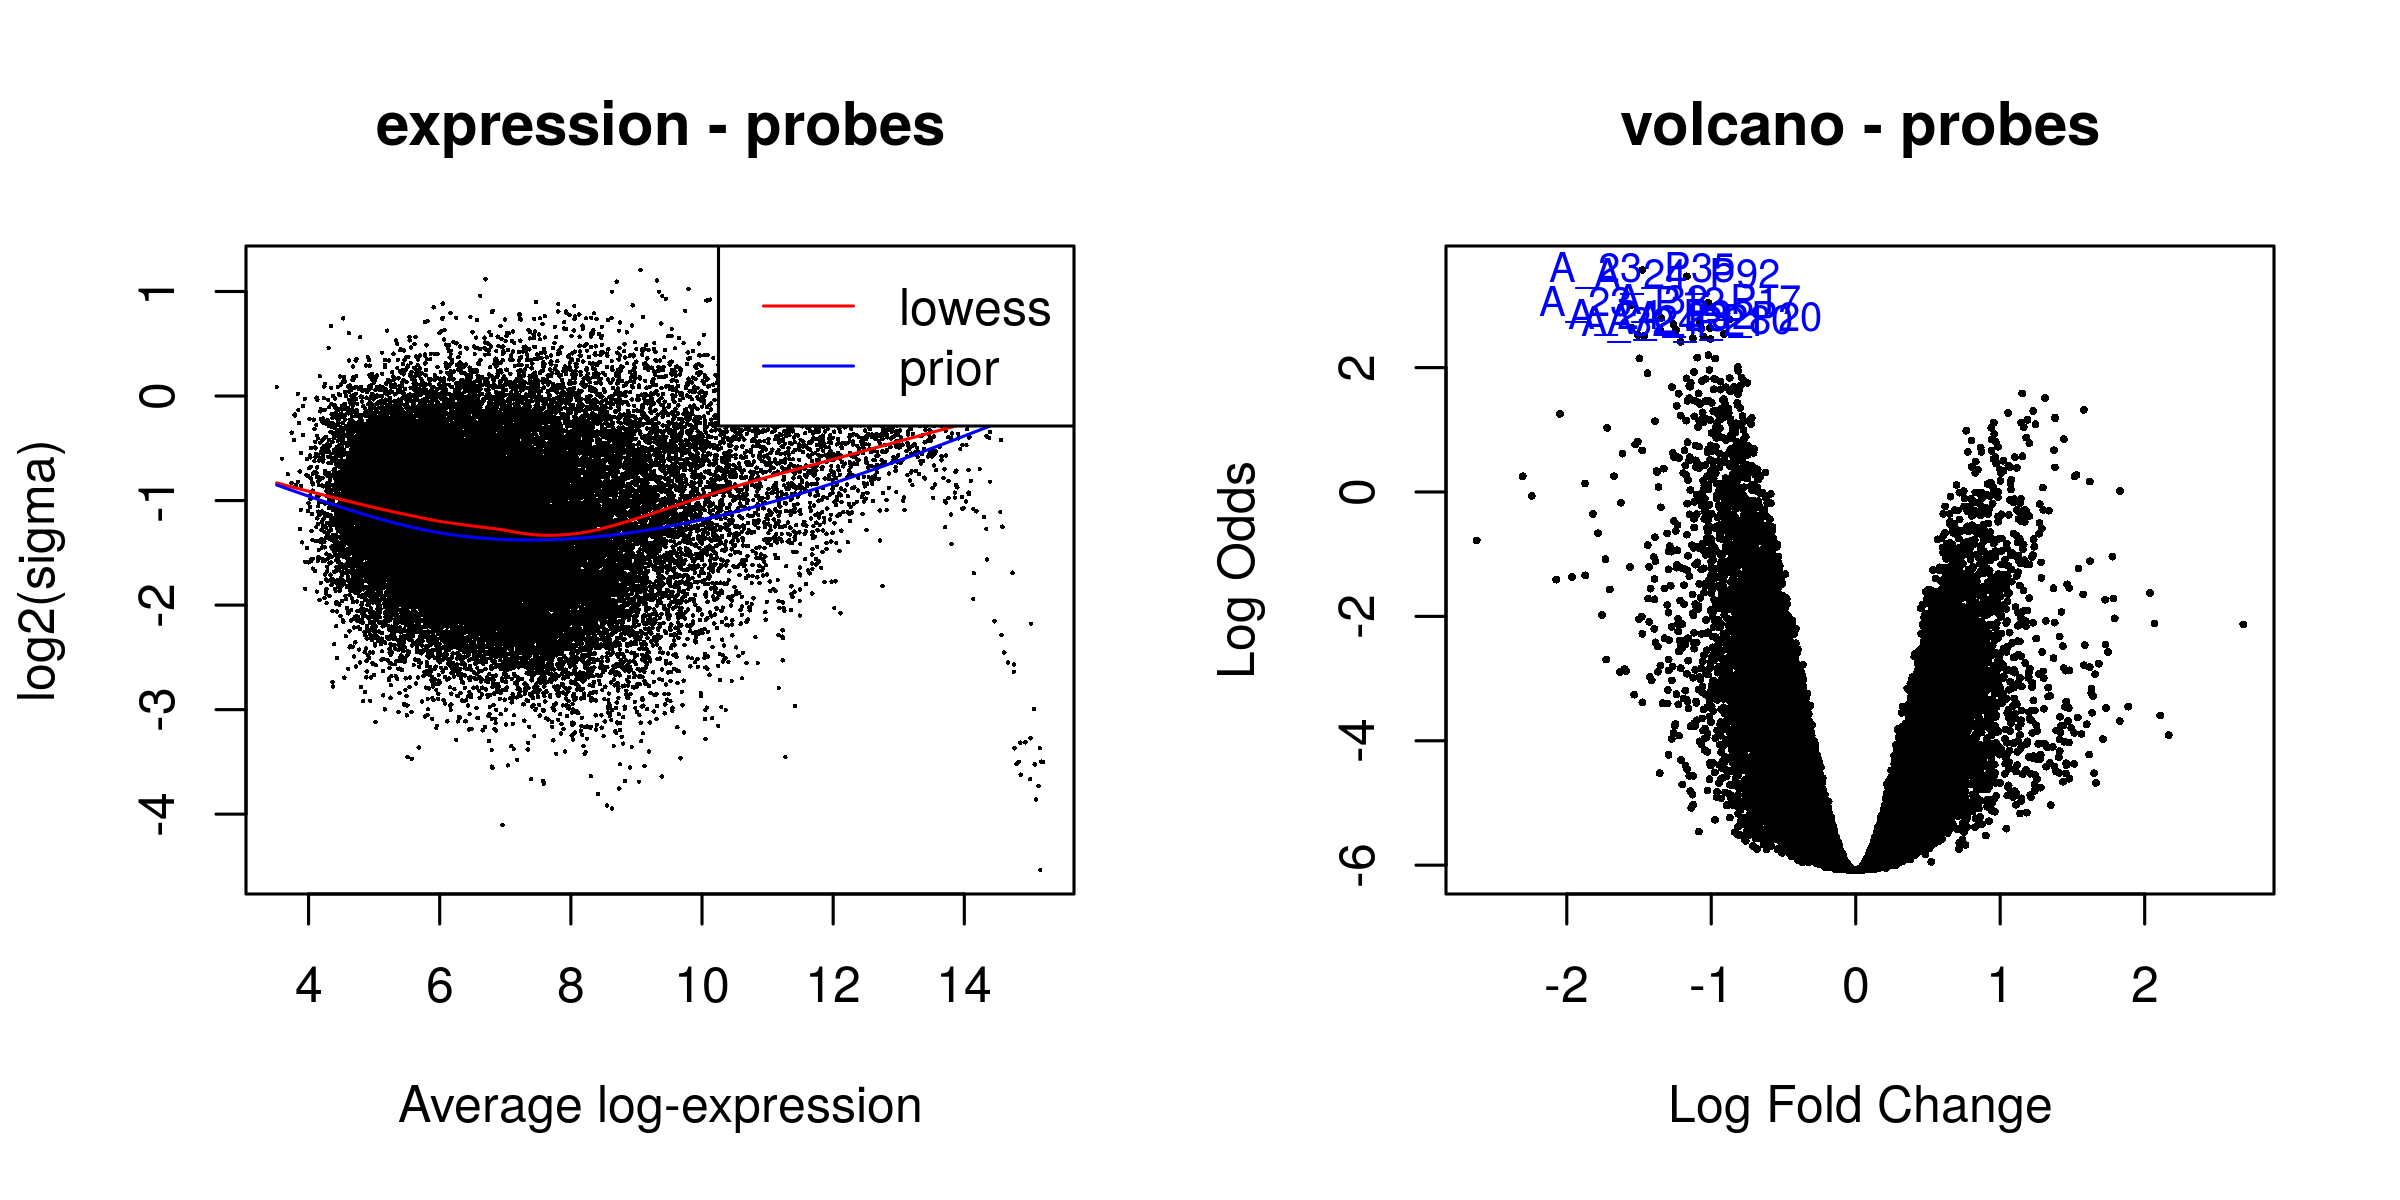 expression - probes
log2(sigma)
1
0
-1
-2
-3
-4
lowess
prior
4 6 8 10 12 14
Average log-expression
volcano - probes
Log Odds
2
0
-2
-4
-6
-2 -1 0 1 2
Log Fold Change